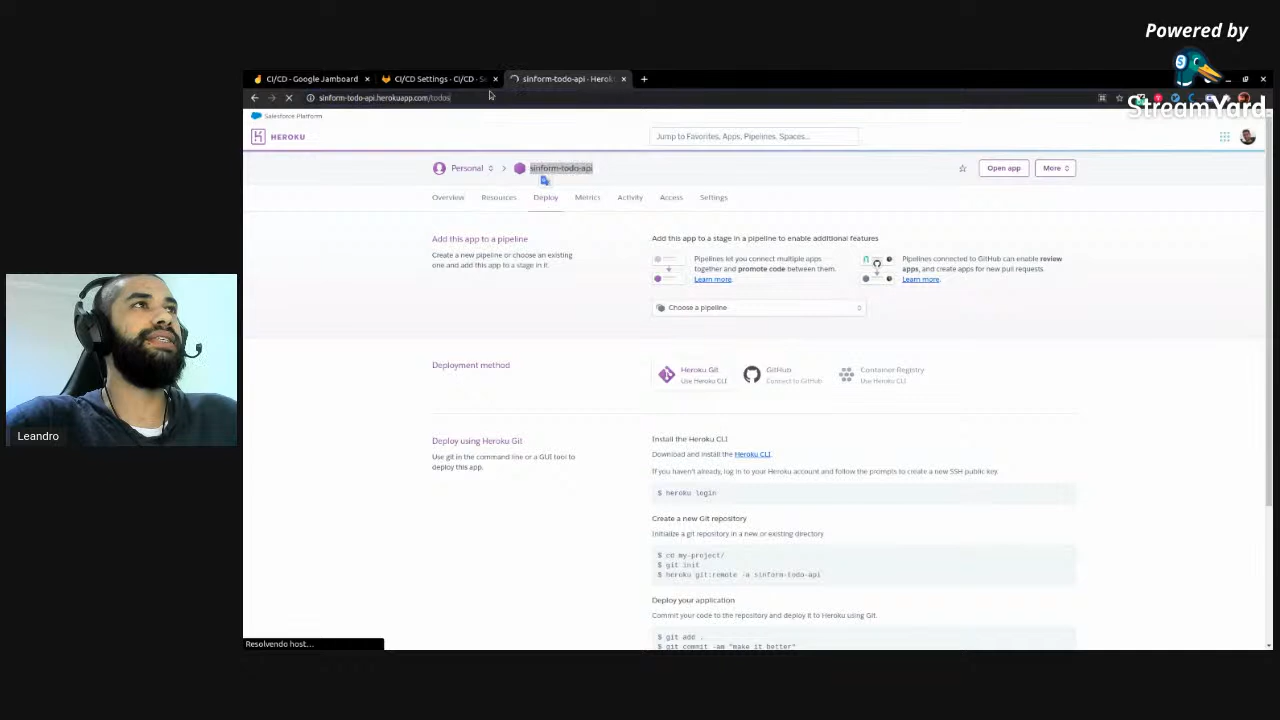 Powered by
StreamYard
CI/CD - Google Jamboard
CI/CD Settings · CI/CD · Se
sinform-todo-api · Herok
sinform-todo-api.herokuapp.com/todos
Salesforce Platform
HEROKU
Jump to Favorites, Apps, Pipelines, Spaces...
Personal
sinform-todo-api
Open app
More
Overview
Resources
Deploy
Metrics
Activity
Access
Settings
Add this app to a pipeline
Create a new pipeline or choose an existing
one and add this app to a stage in it.
Add this app to a stage in a pipeline to enable additional features
Pipelines let you connect multiple apps
together and promote code between them.
Learn more.
Pipelines connected to GitHub can enable review
apps, and create apps for new pull requests.
Learn more.
Choose a pipeline
Deployment method
Heroku Git
Use Heroku CLI
GitHub
Connect to GitHub
Container Registry
Use Heroku CLI
Deploy using Heroku Git
Use git in the command line or a GUI tool to
deploy this app.
Install the Heroku CLI
Download and install the Heroku CLI.
If you haven't already, log in to your Heroku account and follow the prompts to create a new SSH public key.
$ heroku login
Create a new Git repository
Initialize a git repository in a new or existing directory
$ cd my-project/
$ git init
$ heroku git:remote -a sinform-todo-api
Deploy your application
Commit your code to the repository and deploy it to Heroku using Git.
$ git add .
$ git commit -am "make it better"
Resolvendo host...
Leandro